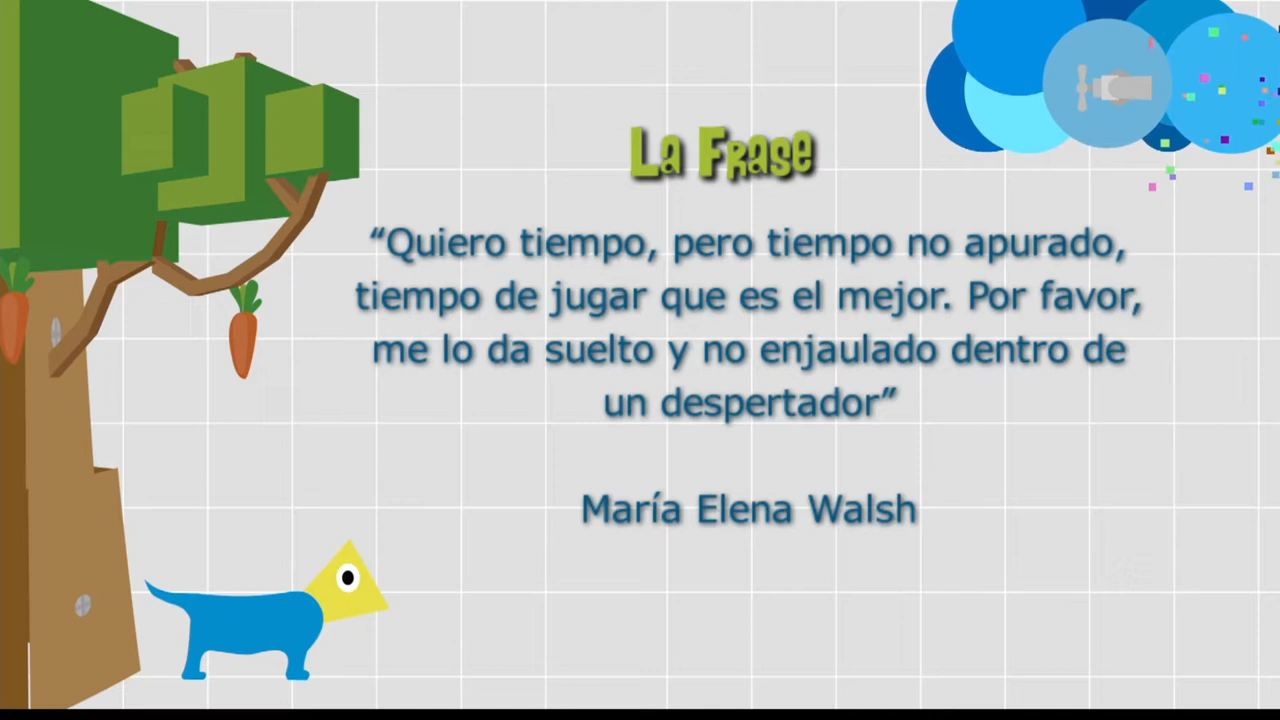 La Frase
“Quiero tiempo, pero tiempo no apurado,
tiempo de jugar que es el mejor. Por favor,
me lo da suelto y no enjaulado dentro de
un despertador”
María Elena Walsh